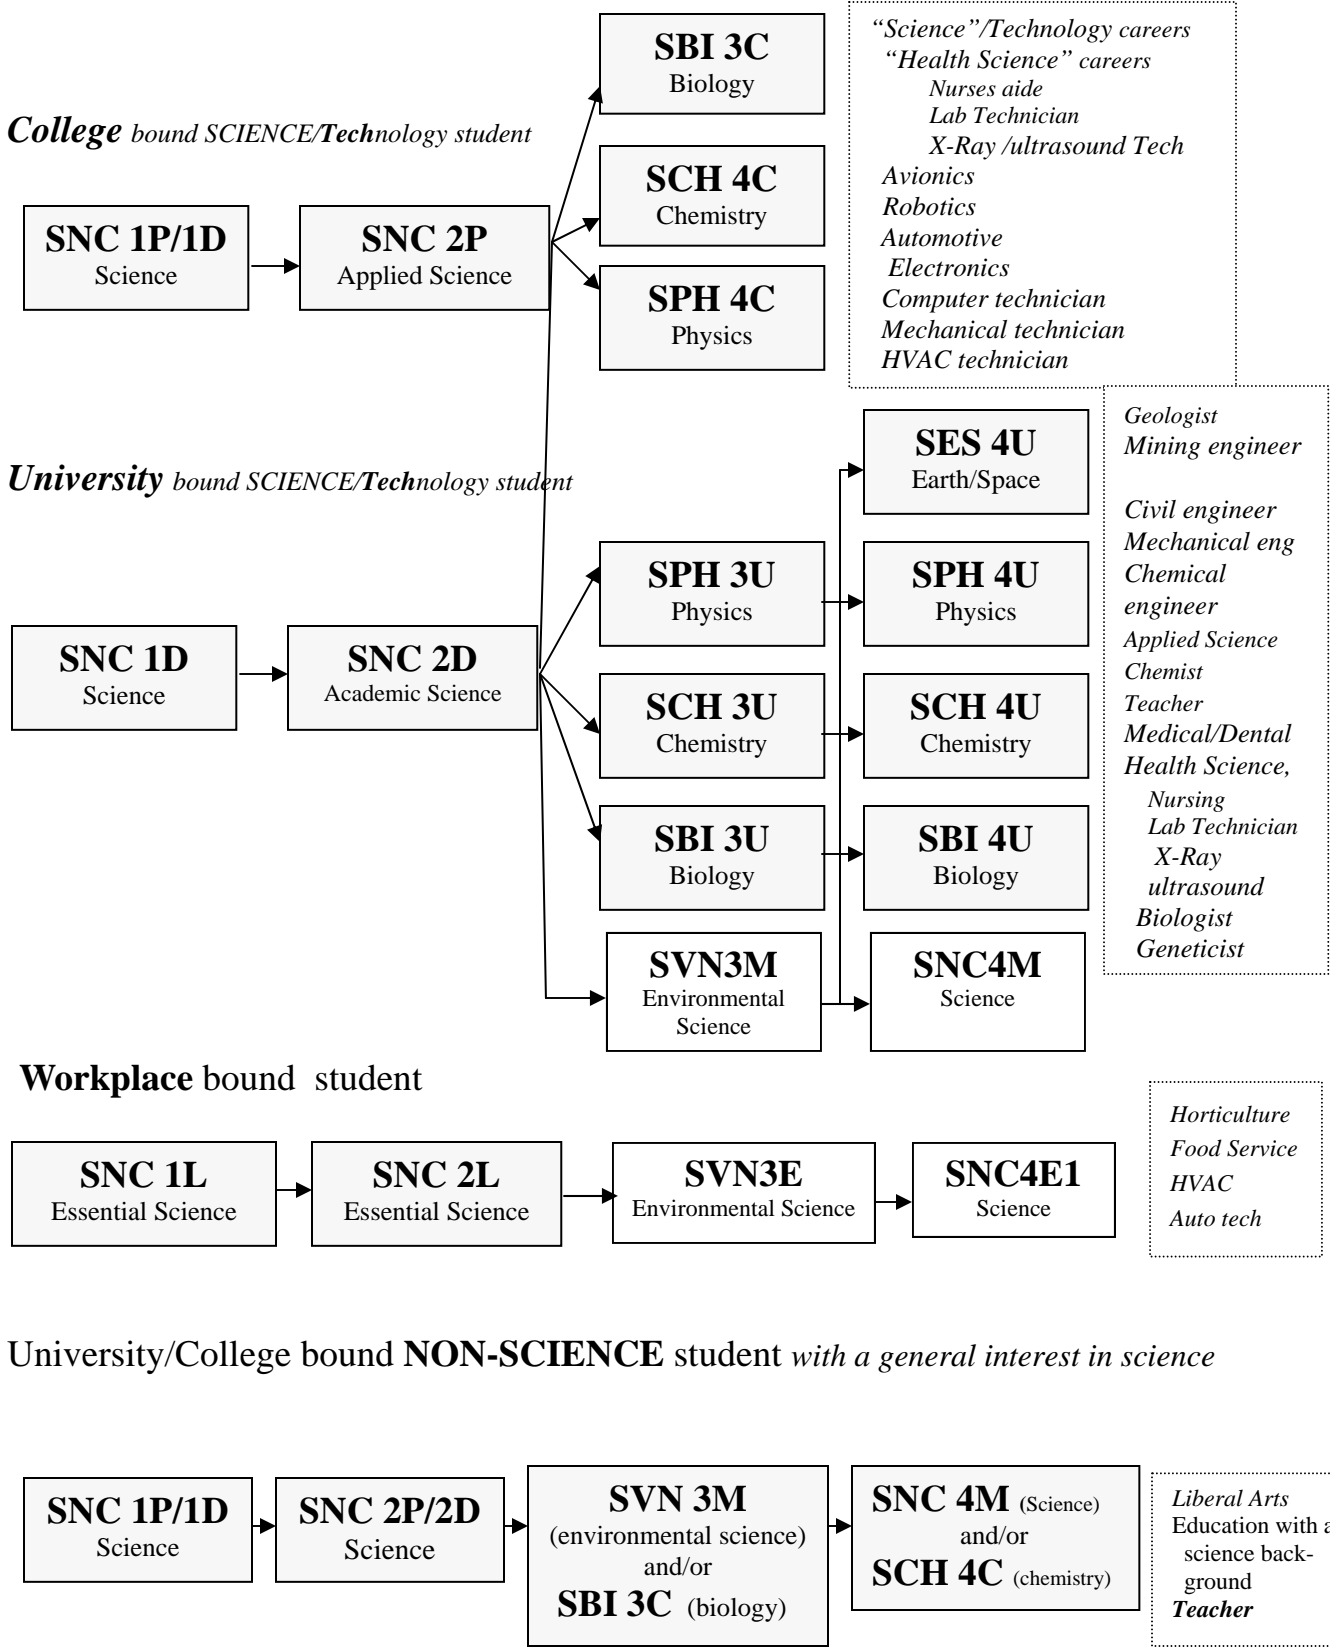 SBI 3C
Biology
"Science"/Technology careers
"Health Science" careers
Nurses aide
Lab Technician
X-Ray /ultrasound Tech
Avionics
Robotics
Automotive
Electronics
Computer technician
Mechanical technician
HVAC technician
College bound SCIENCE/Technology student
SCH 4C
Chemistry
SNC 1P/1D
Science
SNC 2P
Applied Science
SPH 4C
Physics
University bound SCIENCE/Technology student
SES 4U
Earth/Space
Geologist
Mining engineer
Civil engineer
Mechanical eng
Chemical
engineer
Applied Science
Chemist
Teacher
Medical/Dental
Health Science,
Nursing
Lab Technician
X-Ray
ultrasound
Biologist
Geneticist
SPH 3U
Physics
SPH 4U
Physics
SNC 1D
Science
SNC 2D
Academic Science
SCH 3U
Chemistry
SCH 4U
Chemistry
SBI 3U
Biology
SBI 4U
Biology
SVN3M
Environmental
Science
SNC4M
Science
Workplace bound student
SNC 1L
Essential Science
SNC 2L
Essential Science
SVN3E
Environmental Science
SNC4E1
Science
Horticulture
Food Service
HVAC
Auto tech
University/College bound NON-SCIENCE student with a general interest in science
SNC 1P/1D
Science
SNC 2P/2D
Science
SVN 3M
(environmental science)
and/or
SBI 3C (biology)
SNC 4M (Science)
and/or
SCH 4C (chemistry)
Liberal Arts
Education with a
science back-
ground
Teacher